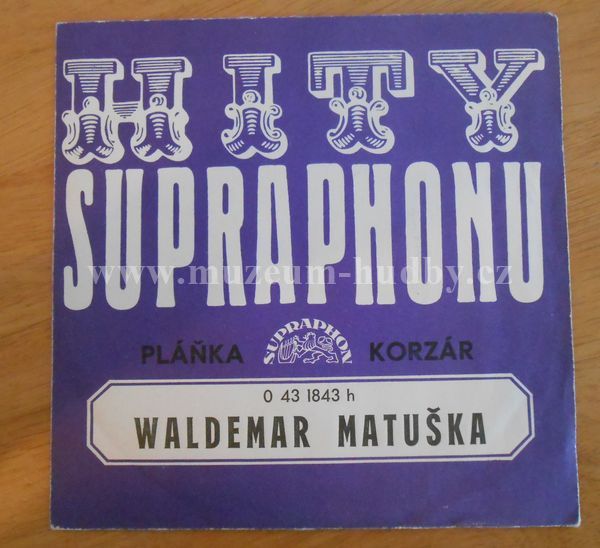 HITY
SUPRAPHONU
www.muzeum-hudby.cz
PLÁŇKA SUPRAPHON KORZÁR
0 43 1843 h
WALDEMAR MATUŠKA